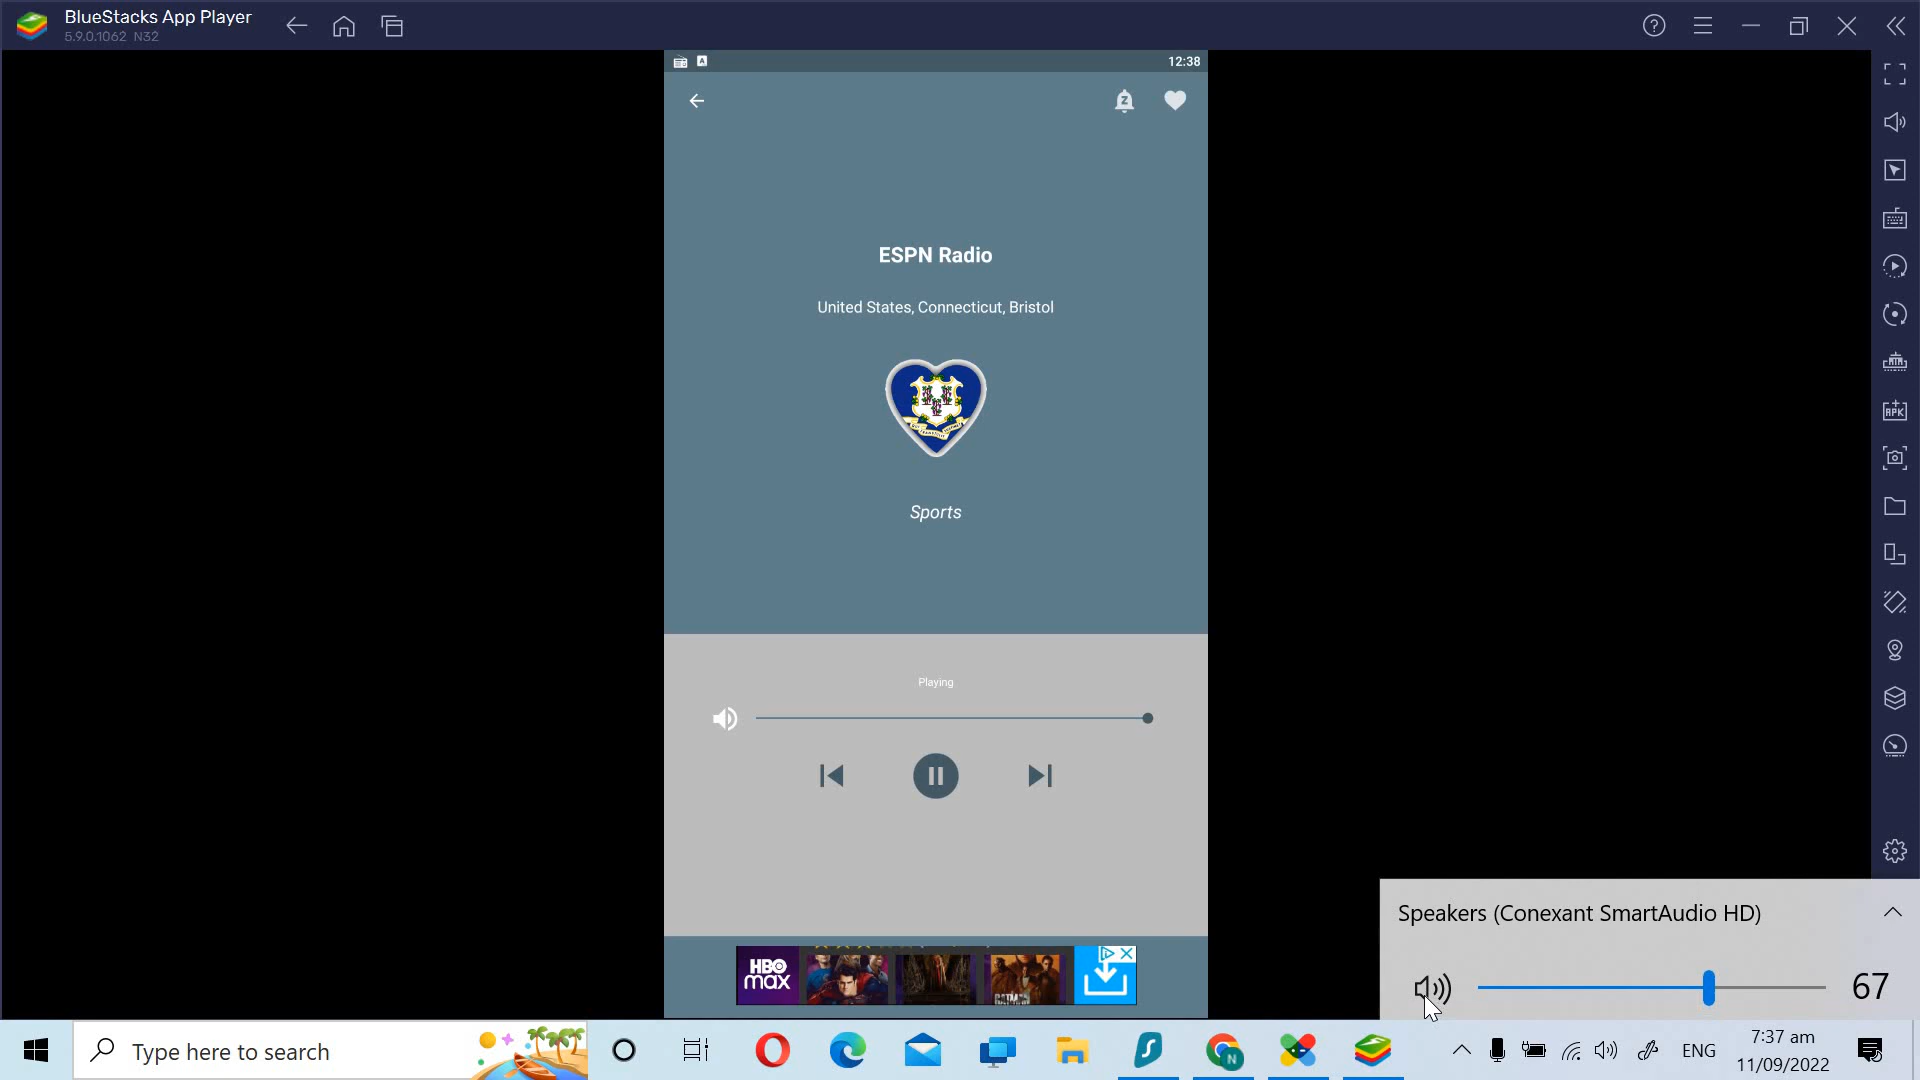 BlueStacks App Player
5.9.0.1062 N32
12:38
ESPN Radio
United States, Connecticut, Bristol
Sports
Playing
HBO
max
BATMAN
Speakers (Conexant SmartAudio HD)
67
Type here to search
N
ENG
7:37 am
11/09/2022